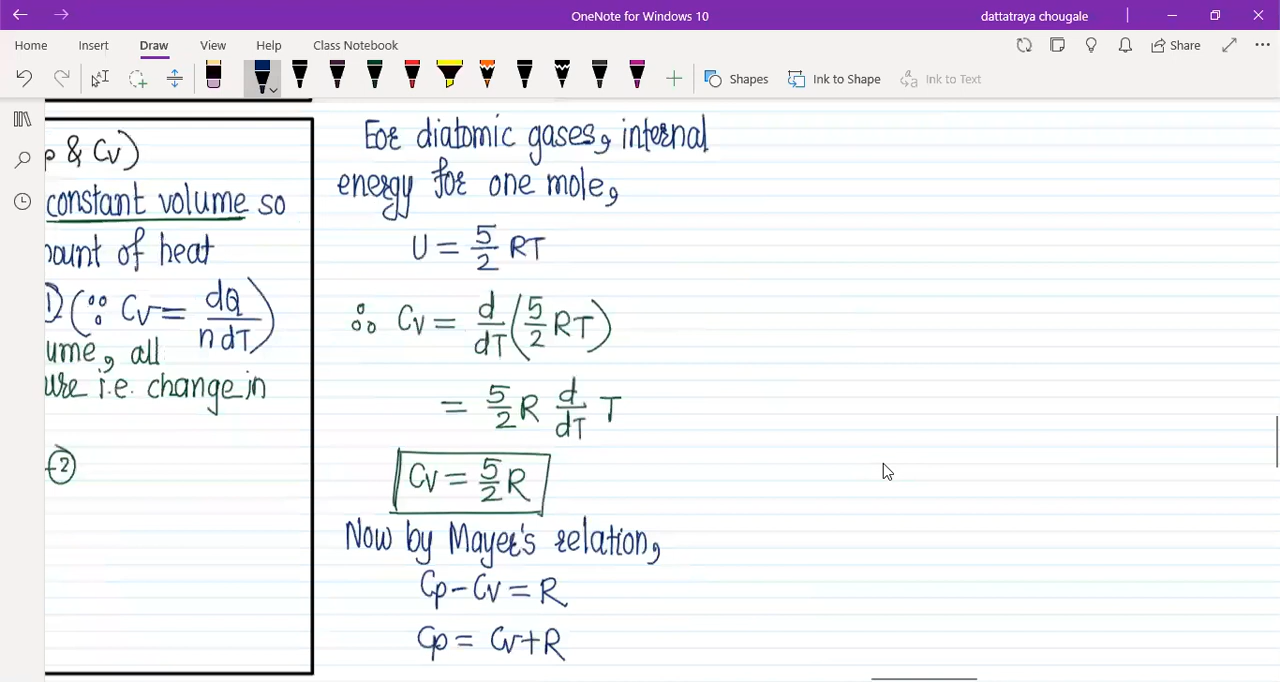 OneNote for Windows 10
dattatraya chougale
Home Insert Draw View Help Class Notebook
Share
Shapes
Ink to Shape
Ink to Text
p & Cv)
constant volume so
ount of heat
(∵ Cv = dQ/n dT)
ume, all
ure i.e. change in
-②
For diatomic gases, internal
energy for one mole,
U = 5/2 RT
∴ Cv = d/dT (5/2 RT)
= 5/2 R d/dT T
Cv = 5/2 R
Now by Mayer's relation,
Cp - Cv = R
Cp = Cv + R